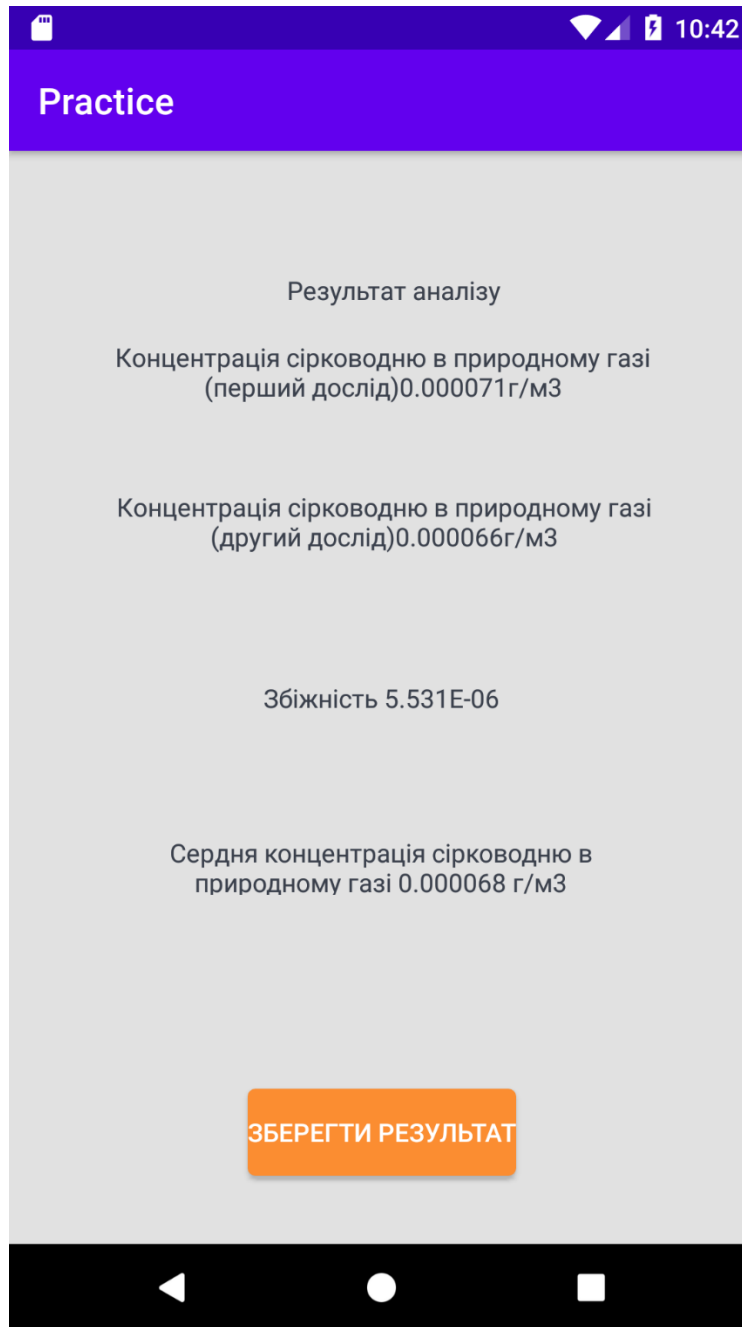 10:42
Practice
Результат аналізу
Концентрація сірководню в природному газі
(перший дослід)0.000071г/м3
Концентрація сірководню в природному газі
(другий дослід)0.000066г/м3
Збіжність 5.531E-06
Сердня концентрація сірководню в
природному газі 0.000068 г/м3
ЗБЕРЕГТИ РЕЗУЛЬТАТ